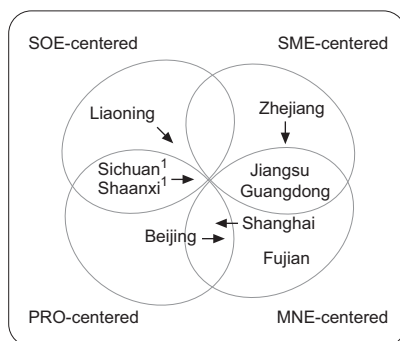 SOE-centered
SME-centered
Liaoning
Zhejiang
Sichuan¹
Shaanxi¹
Jiangsu
Guangdong
Beijing
Shanghai
Fujian
PRO-centered
MNE-centered